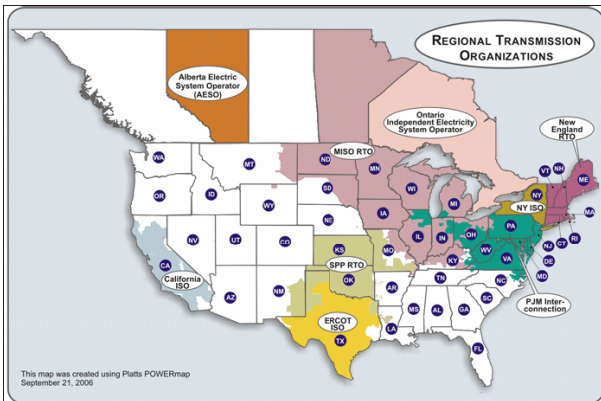 REGIONAL TRANSMISSION
ORGANIZATIONS
Alberta Electric
System Operator
(AESO)
Ontario
Independent Electricity
System Operator
New
England
RTO
WA
MT
ND
MISO RTO
MN
VT
NH
ME
OR
ID
SD
WI
MI
NY
NY ISO
MA
WY
IA
PA
NE
IL
IN
OH
NJ
CT
RI
NV
UT
CO
KS
MO
WV
VA
DE
MD
CA
California
ISO
SPP RTO
KY
PJM Inter-
connection
AZ
NM
OK
AR
TN
NC
SC
ERCOT
ISO
TX
MS
AL
GA
LA
FL
This map was created using Platts POWERmap
September 21, 2006